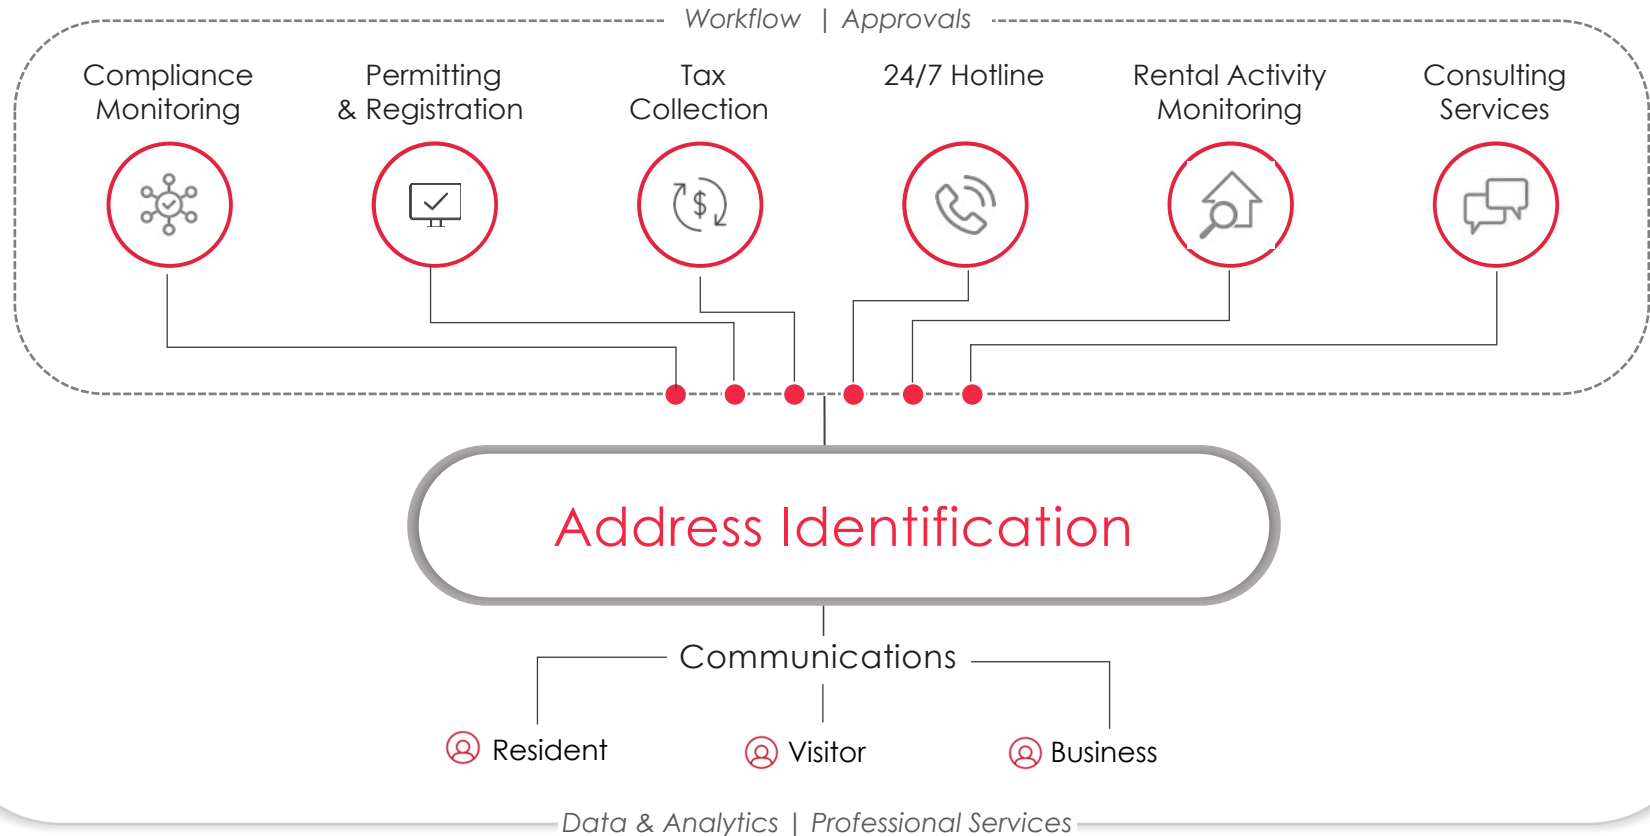 Workflow | Approvals
Compliance
Monitoring
Permitting
& Registration
Tax
Collection
24/7 Hotline
Rental Activity
Monitoring
Consulting
Services
$
Address Identification
Communications
Resident
Visitor
Business
Data & Analytics | Professional Services